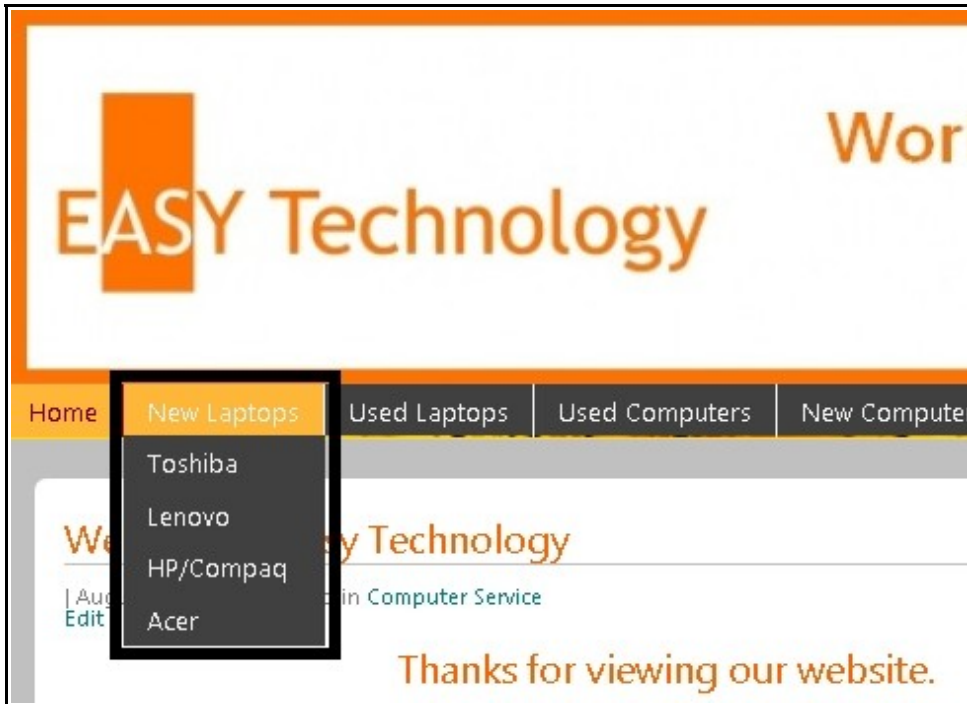 Wor
EASY Technology
Home New Laptops Used Laptops Used Computers New Compute
Toshiba
Lenovo
We y Technology
HP/Compaq
| Aug in Computer Service
Edit
Acer
Thanks for viewing our website.